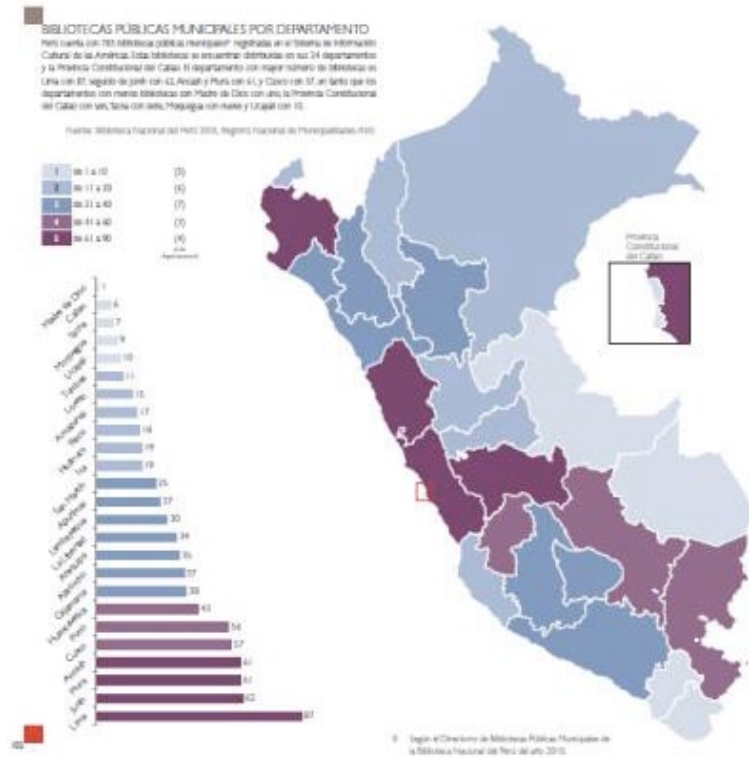 BIBLIOTECAS PÚBLICAS MUNICIPALES POR DEPARTAMENTO
Perú cuenta con 783 bibliotecas públicas municipales⁸ registradas en el Sistema de Información
Cultural de las Américas. Estas bibliotecas se encuentran distribuidas en sus 24 departamentos
y la Provincia Constitucional del Callao. El departamento con mayor número de bibliotecas es
Lima con 87, seguido de Junín con 62, Ancash y Piura con 61, y Cusco con 57, en tanto que los
departamentos con menos bibliotecas son Madre de Dios con uno, la Provincia Constitucional
del Callao con seis, Tacna con siete, Moquegua con nueve y Ucayali con 10.
Fuente: Biblioteca Nacional del Perú 2010, Registro Nacional de Municipalidades
1 de 1 a 10 (5)
2 de 11 a 20 (6)
3 de 21 a 40 (7)
4 de 41 a 60 (3)
5 de 61 a 90 (4)
Provincia
Constitucional
del Callao
Madre de Dios 1
Callao 6
Tacna 7
Moquegua 9
Ucayali 10
Tumbes 11
Loreto 15
Amazonas 17
Pasco 18
Huánuco 19
Ica 19
San Martín 25
Apurímac 27
Lambayeque 30
La Libertad 34
Arequipa 35
Ayacucho 37
Cajamarca 38
Huancavelica 43
Puno 56
Cusco 57
Ancash 61
Piura 61
Junín 62
Lima 87
8 Según el Directorio de Bibliotecas Públicas Municipales de
la Biblioteca Nacional del Perú del año 2010.